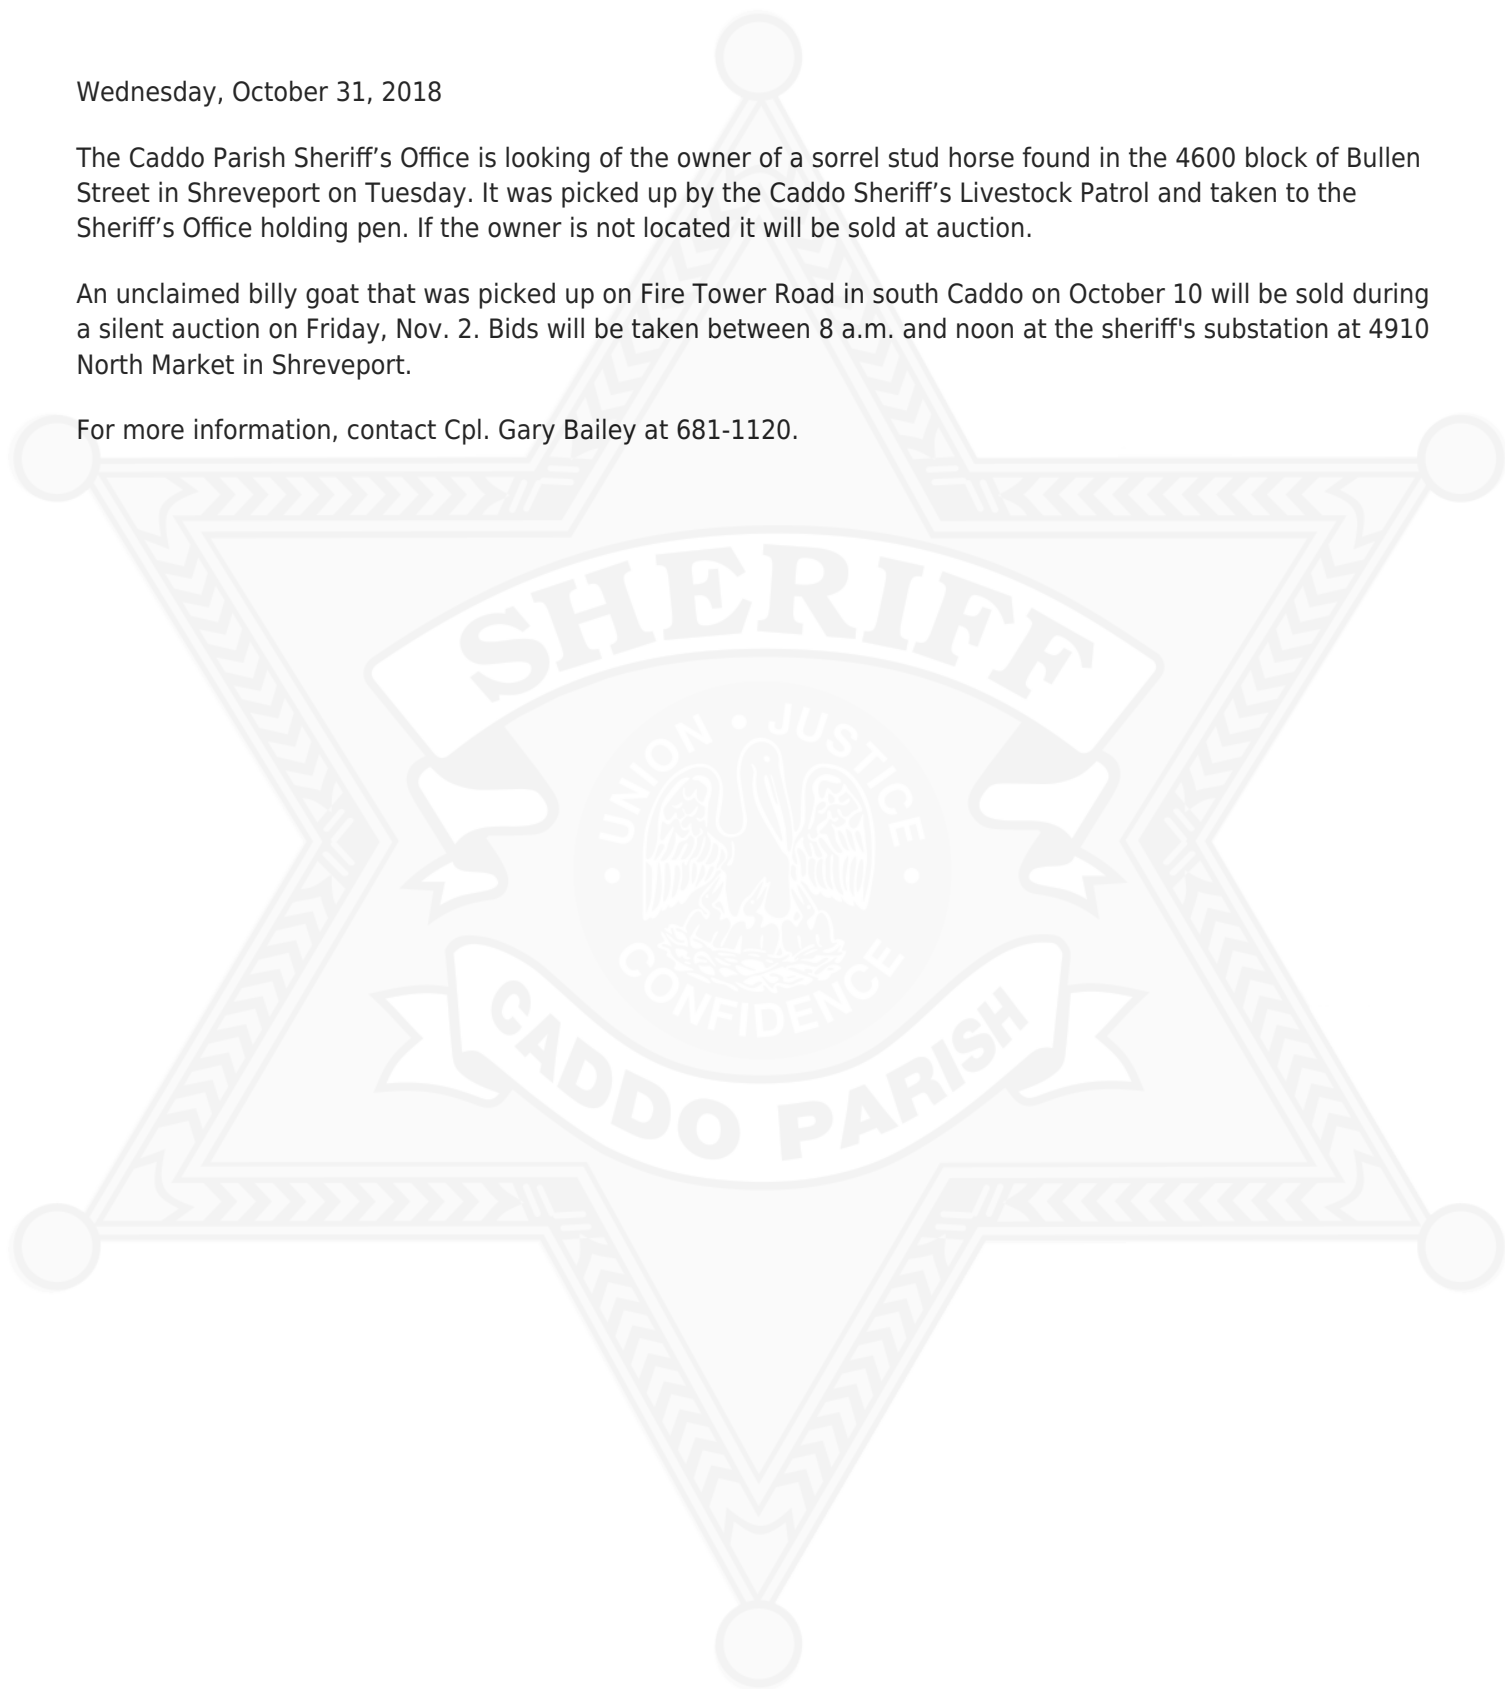 Wednesday, October 31, 2018
The Caddo Parish Sheriff’s Office is looking of the owner of a sorrel stud horse found in the 4600 block of Bullen
Street in Shreveport on Tuesday. It was picked up by the Caddo Sheriff’s Livestock Patrol and taken to the
Sheriff’s Office holding pen. If the owner is not located it will be sold at auction.
An unclaimed billy goat that was picked up on Fire Tower Road in south Caddo on October 10 will be sold during
a silent auction on Friday, Nov. 2. Bids will be taken between 8 a.m. and noon at the sheriff's substation at 4910
North Market in Shreveport.
For more information, contact Cpl. Gary Bailey at 681-1120.
SHERIFF
UNION • JUSTICE
• CONFIDENCE •
CADDO PARISH